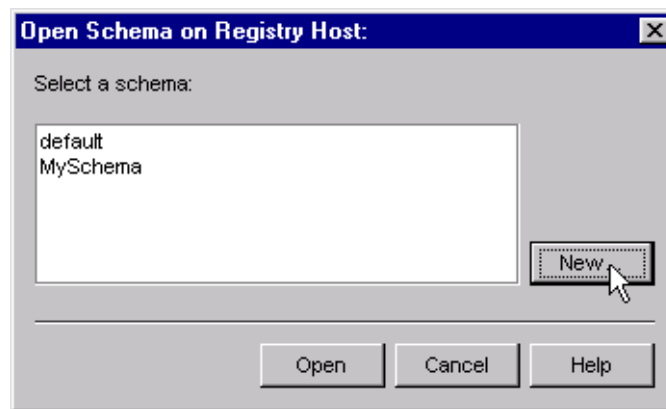 Open Schema on Registry Host:
Select a schema:
default
MySchema
New...
Open Cancel Help